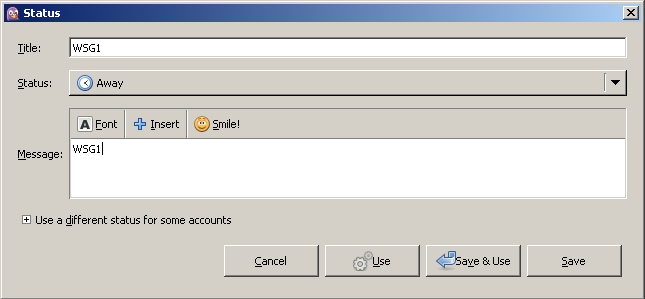 Status
Title: WSG1
Status: Away
Font Insert Smile!
Message: WSG1
Use a different status for some accounts
Cancel Use Save & Use Save